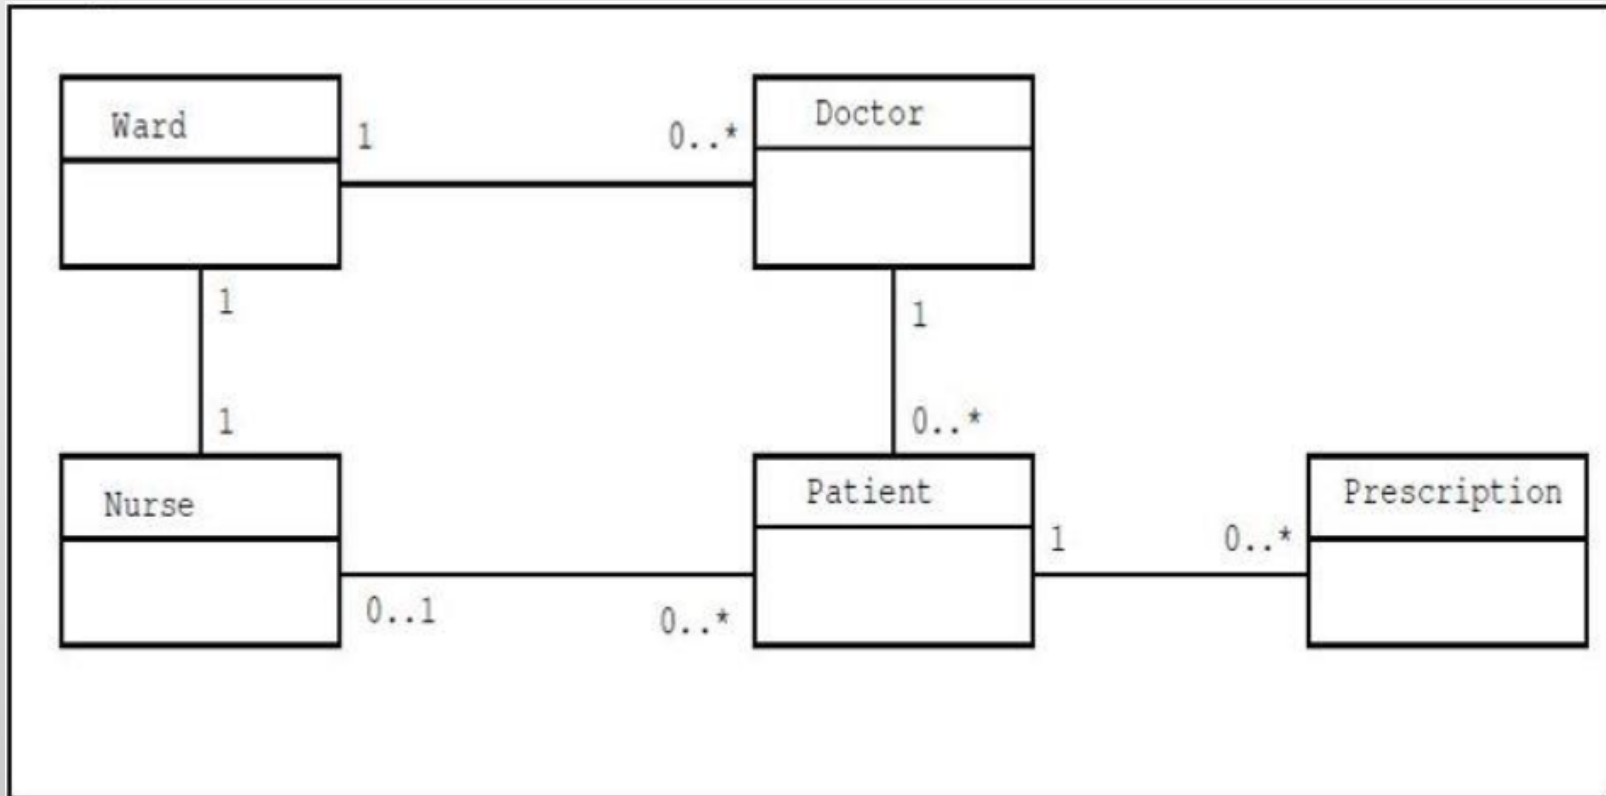 Ward
1
0..*
Doctor
1
1
1
0..*
Nurse
0..1
0..*
Patient
1
0..*
Prescription